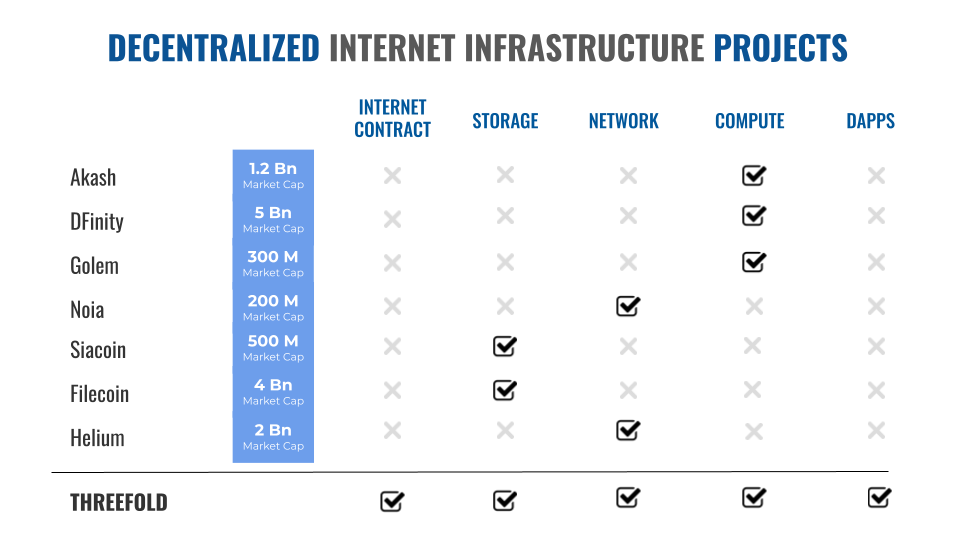 DECENTRALIZED INTERNET INFRASTRUCTURE PROJECTS
INTERNET
CONTRACT
STORAGE
NETWORK
COMPUTE
DAPPS
Akash
1.2 Bn
Market Cap
DFinity
5 Bn
Market Cap
Golem
300 M
Market Cap
Noia
200 M
Market Cap
Siacoin
500 M
Market Cap
Filecoin
4 Bn
Market Cap
Helium
2 Bn
Market Cap
THREEFOLD